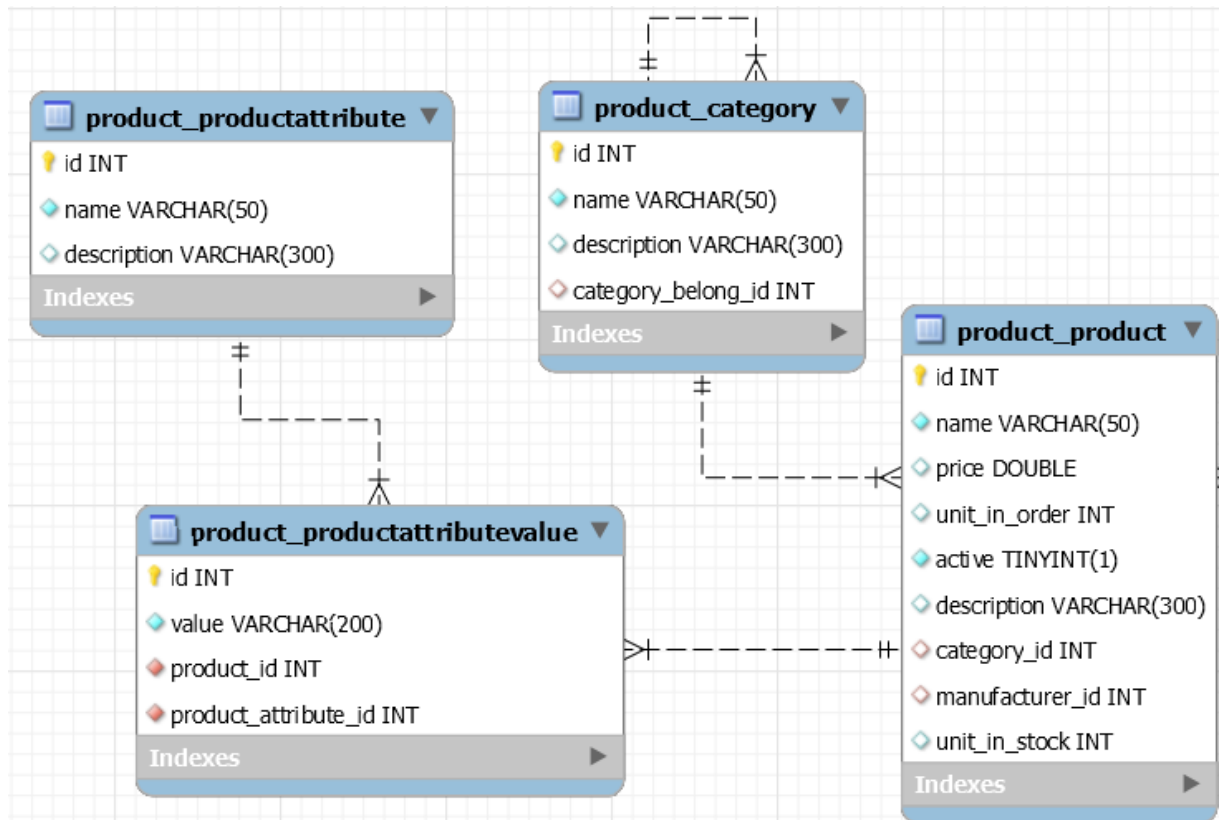 product_productattribute
id INT
name VARCHAR(50)
description VARCHAR(300)
Indexes
product_category
id INT
name VARCHAR(50)
description VARCHAR(300)
category_belong_id INT
Indexes
product_productattributevalue
id INT
value VARCHAR(200)
product_id INT
product_attribute_id INT
Indexes
product_product
id INT
name VARCHAR(50)
price DOUBLE
unit_in_order INT
active TINYINT(1)
description VARCHAR(300)
category_id INT
manufacturer_id INT
unit_in_stock INT
Indexes